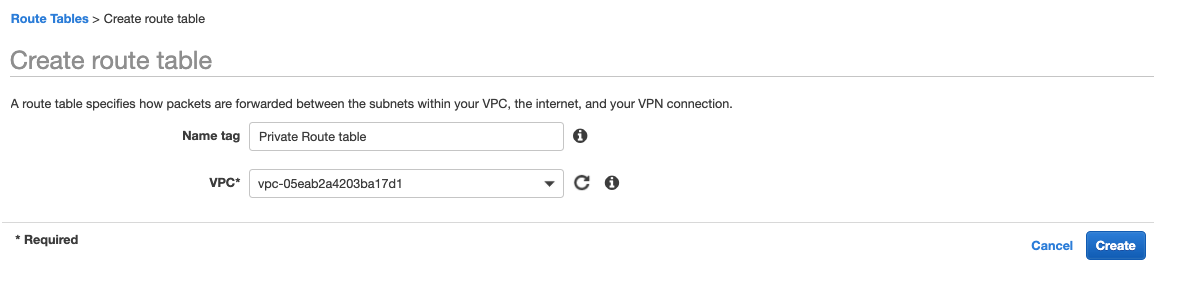 Route Tables > Create route table
Create route table
A route table specifies how packets are forwarded between the subnets within your VPC, the internet, and your VPN connection.
Name tag Private Route table
VPC* vpc-05eab2a4203ba17d1
* Required
Cancel Create